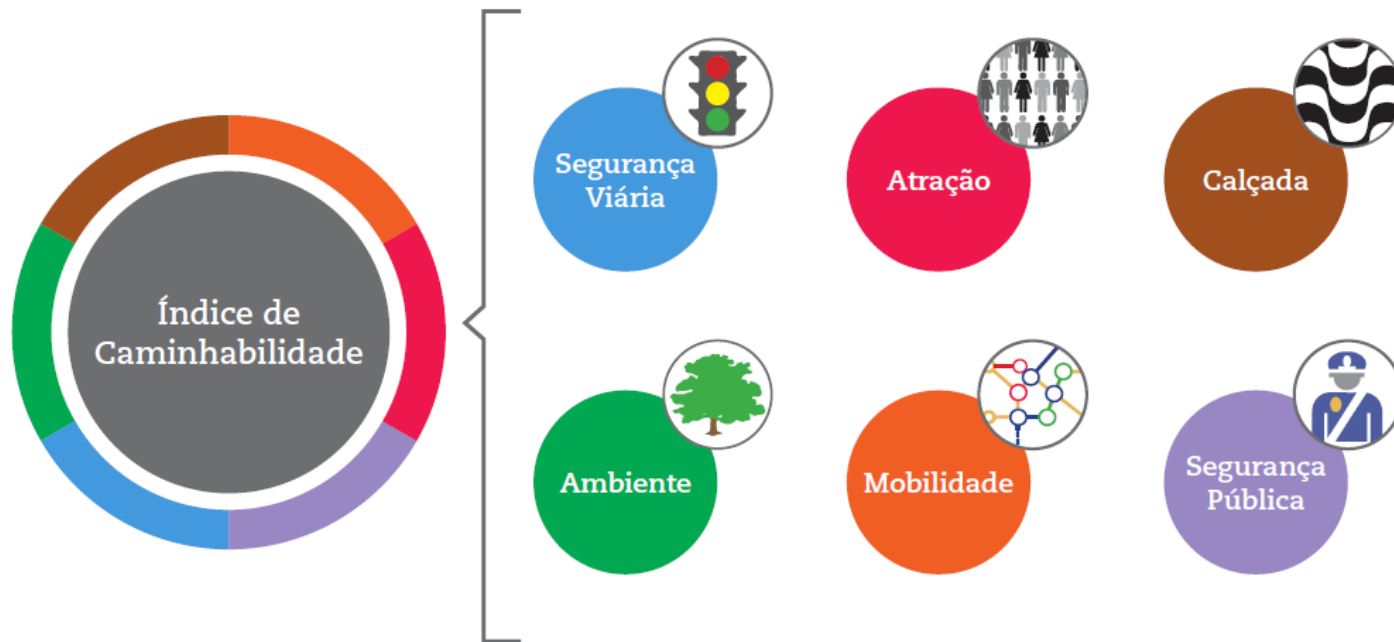 Índice de
Caminhabilidade
Segurança
Viária
Atração
Calçada
Ambiente
Mobilidade
Segurança
Pública